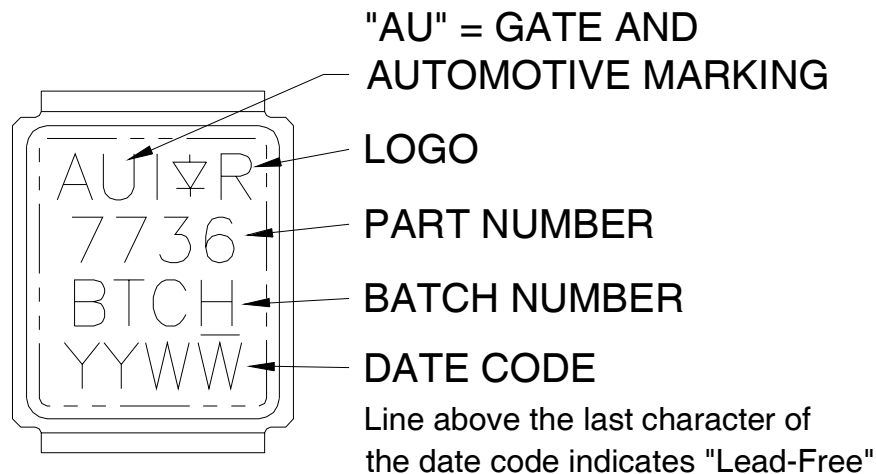 "AU" = GATE AND
AUTOMOTIVE MARKING
AUI R
LOGO
7736
PART NUMBER
BTCH
BATCH NUMBER
YYWW
DATE CODE
Line above the last character of
the date code indicates "Lead-Free"